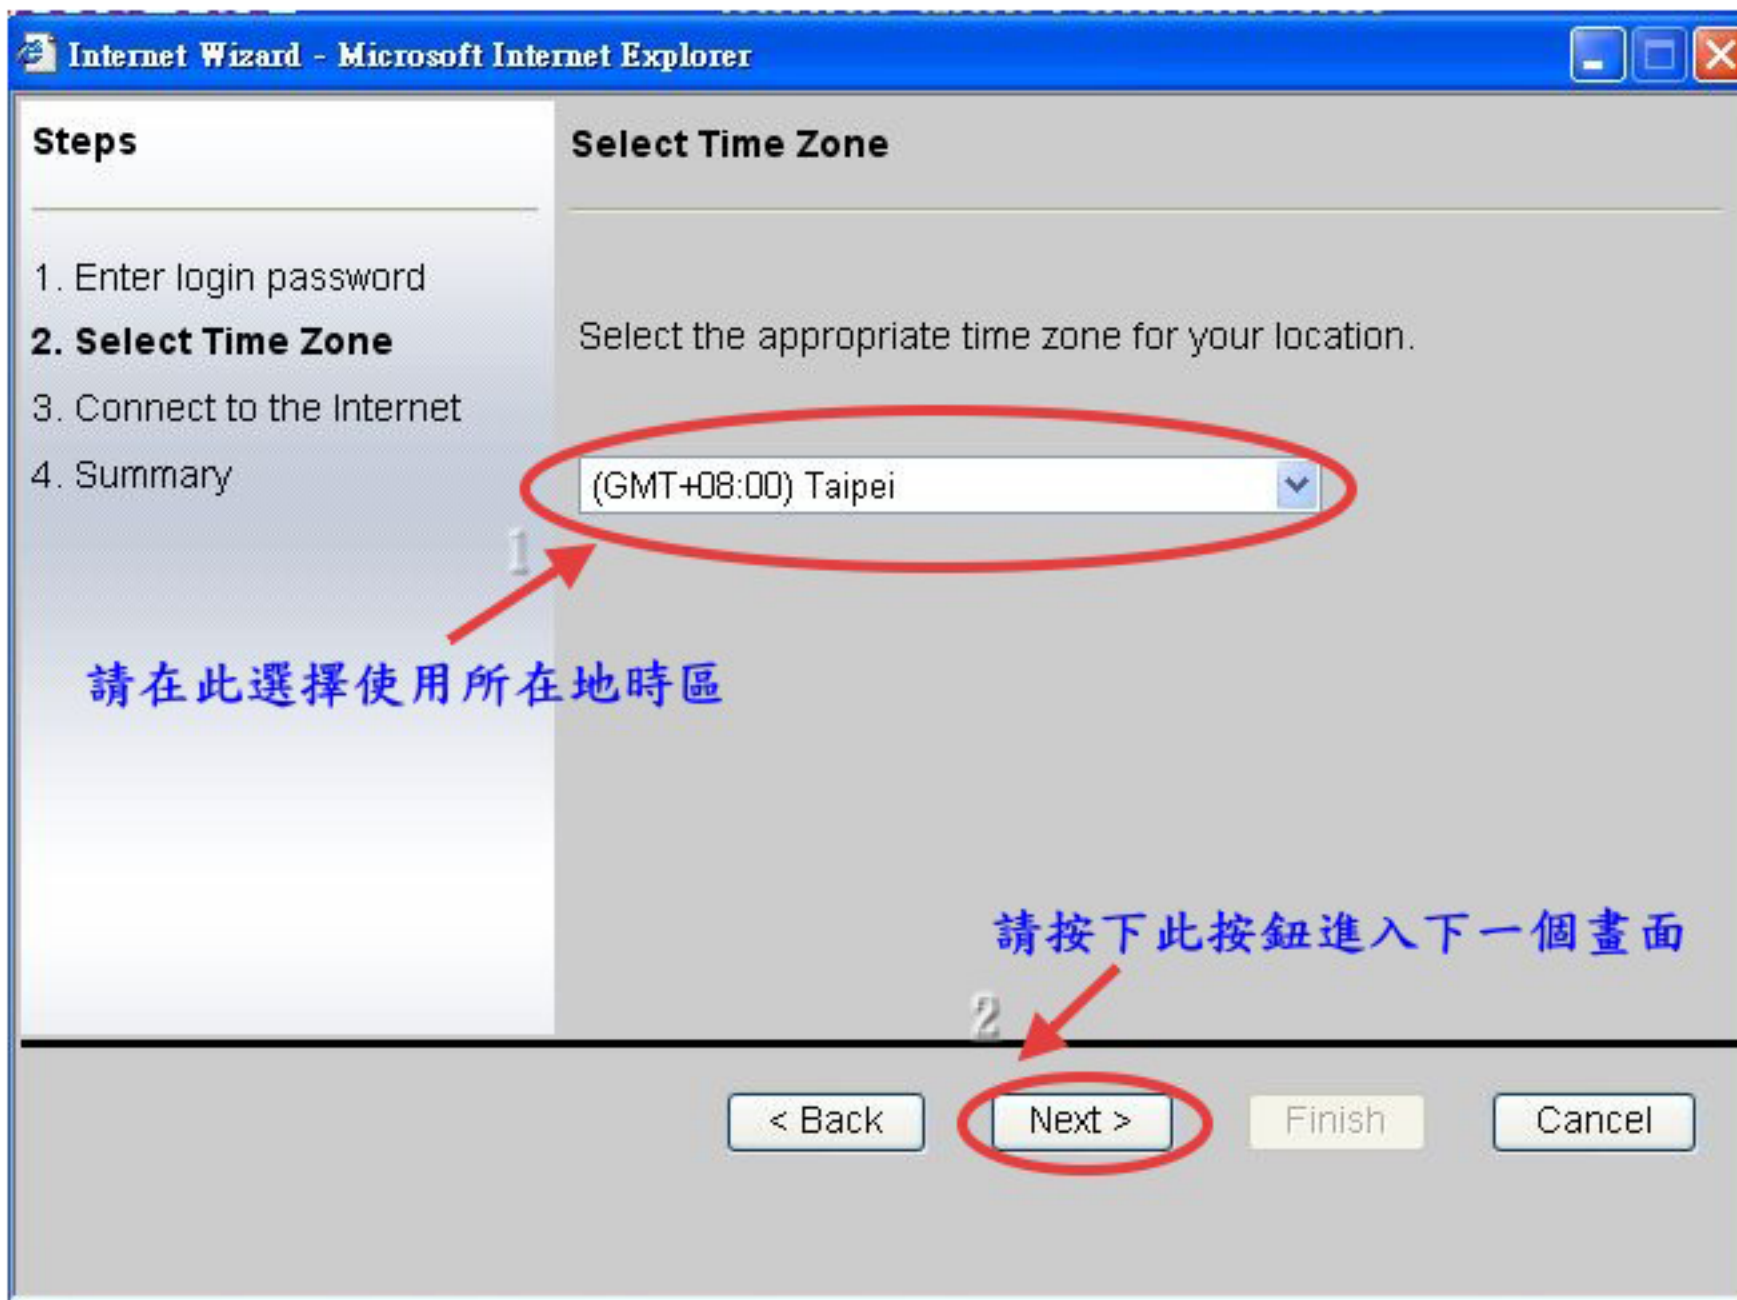 Internet Wizard - Microsoft Internet Explorer
Steps
1. Enter login password
2. Select Time Zone
3. Connect to the Internet
4. Summary
Select Time Zone
Select the appropriate time zone for your location.
(GMT+08:00) Taipei
1
請在此選擇使用所在地時區
請按下此按鈕進入下一個畫面
2
< Back
Next >
Finish
Cancel